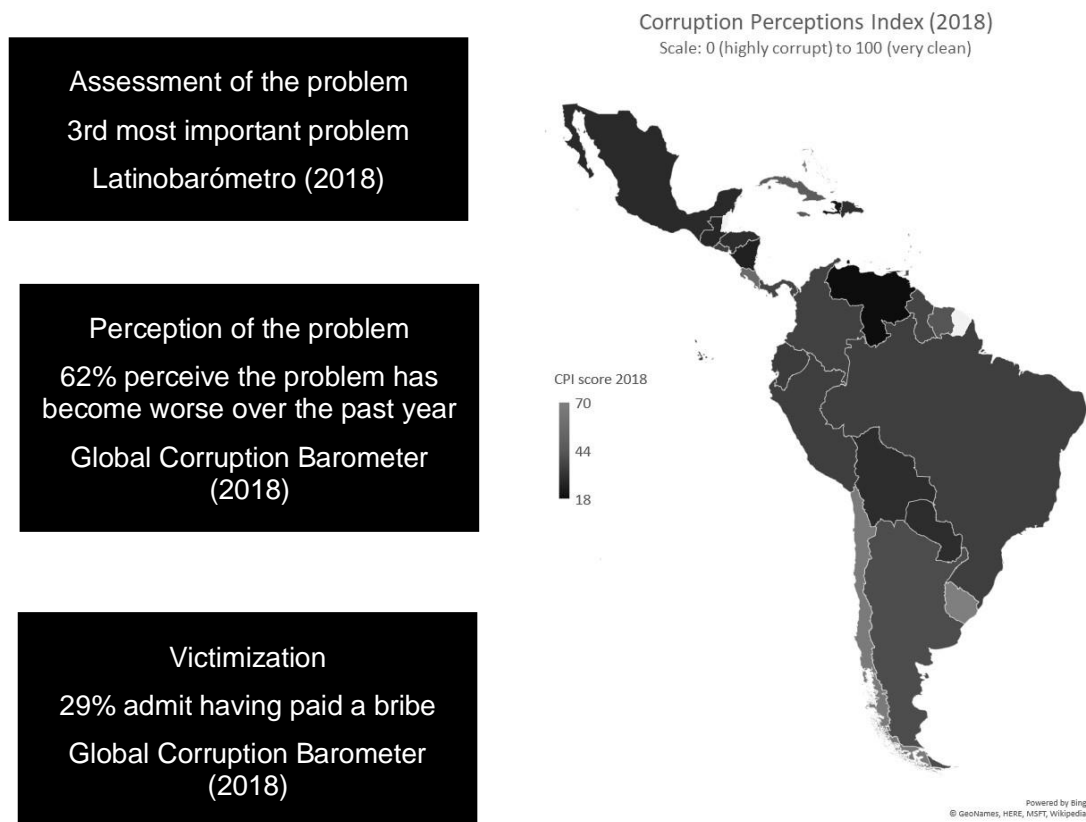 Assessment of the problem
3rd most important problem
Latinobarómetro (2018)
Perception of the problem
62% perceive the problem has
become worse over the past year
Global Corruption Barometer
(2018)
Victimization
29% admit having paid a bribe
Global Corruption Barometer
(2018)
Corruption Perceptions Index (2018)
Scale: 0 (highly corrupt) to 100 (very clean)
CPI score 2018
70
44
18
Powered by Bing
© GeoNames, HERE, MSFT, Wikipedia